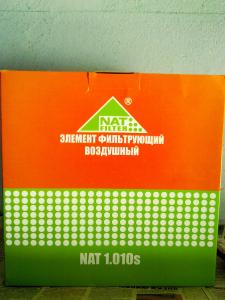 NAT
FILTER
®
ЭЛЕМЕНТ ФИЛЬТРУЮЩИЙ
ВОЗДУШНЫЙ
NAT 1.010s